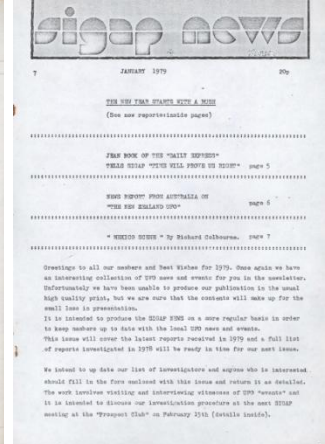 sigap news
7 JANUARY 1979 20p
THE NEW YEAR STARTS WITH A RUSH
(See new reports:inside pages)
JEAN ROOK OF THE "DAILY EXPRESS"
TELLS SIGAP "TIME WILL PROVE US RIGHT" page 5
NEWS REPORT FROM AUSTRALIA ON
"THE NEW ZEALAND UFO" page 6
" MEXICO SCENE " By Richard Colbourne. page 7
Greetings to all our members and Best Wishes for 1979. Once again we have
an interesting collection of UFO news and events for you in the newsletter.
Unfortunately we have been unable to produce our publication in the usual
high quality print, but we are sure that the contents will make up for the
small loss in presentation.
It is intended to produce the SIGAP NEWS on a more regular basis in order
to keep members up to date with the local UFO news and events.
This issue will cover the latest reports received in 1979 and a full list
of reports investigated in 1978 will be ready in time for our next issue.
We intend to up date our list of investigators and anyone who is interested
should fill in the form enclosed with this issue and return it as detailed.
The work involves visiting and interviewing witnesses of UFO "events" and
it is intended to discuss our investigation procedure at the next SIGAP
meeting at the "Prospect Club" on February 15th (details inside).